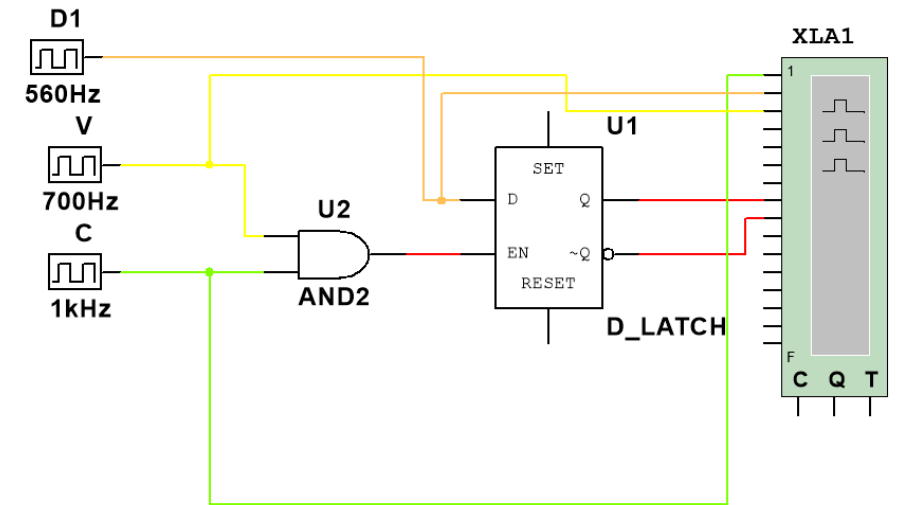 D1
560Hz
V
700Hz
C
1kHz
U2
AND2
U1
SET
D Q
EN ~Q
RESET
D_LATCH
XLA1
1
F
C Q T